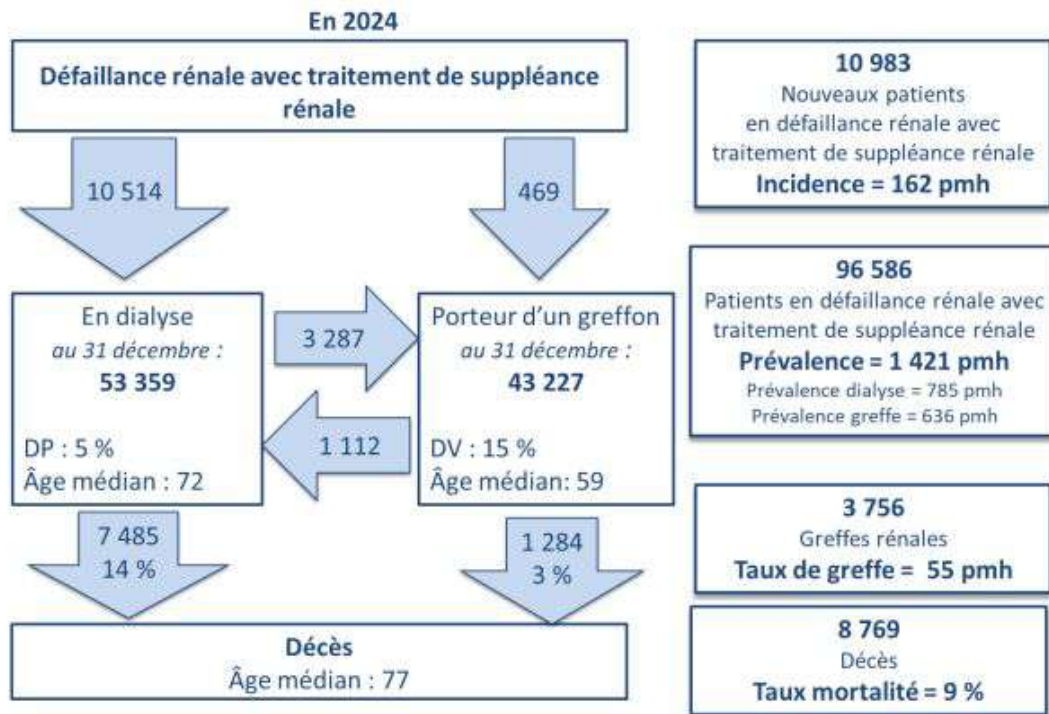 En 2024
Défaillance rénale avec traitement de suppléance
rénale
10 514
469
En dialyse
au 31 décembre :
53 359
DP : 5 %
Âge médian : 72
3 287
1 112
Porteur d'un greffon
au 31 décembre :
43 227
DV : 15 %
Âge médian: 59
7 485
14 %
1 284
3 %
Décès
Âge médian : 77
10 983
Nouveaux patients
en défaillance rénale avec
traitement de suppléance rénale
Incidence = 162 pmh
96 586
Patients en défaillance rénale avec
traitement de suppléance rénale
Prévalence = 1 421 pmh
Prévalence dialyse = 785 pmh
Prévalence greffe = 636 pmh
3 756
Greffes rénales
Taux de greffe = 55 pmh
8 769
Décès
Taux mortalité = 9 %